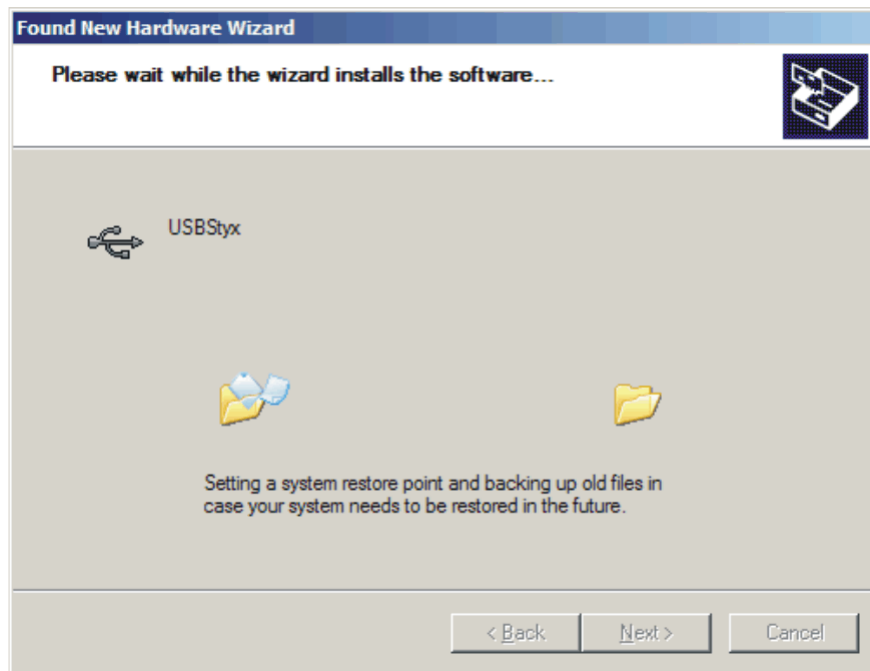 Found New Hardware Wizard
Please wait while the wizard installs the software...
USBStyx
Setting a system restore point and backing up old files in
case your system needs to be restored in the future.
< Back
Next >
Cancel